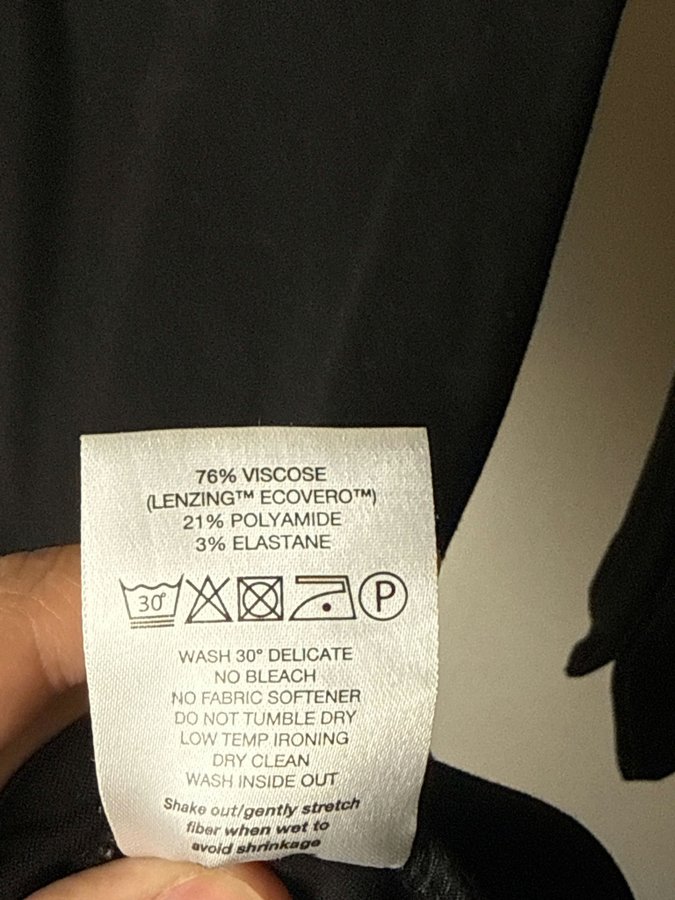 76% VISCOSE
(LENZING™ ECOVERO™)
21% POLYAMIDE
3% ELASTANE
30° P
WASH 30° DELICATE
NO BLEACH
NO FABRIC SOFTENER
DO NOT TUMBLE DRY
LOW TEMP IRONING
DRY CLEAN
WASH INSIDE OUT
Shake out/gently stretch
fiber when wet to
avoid shrinkage